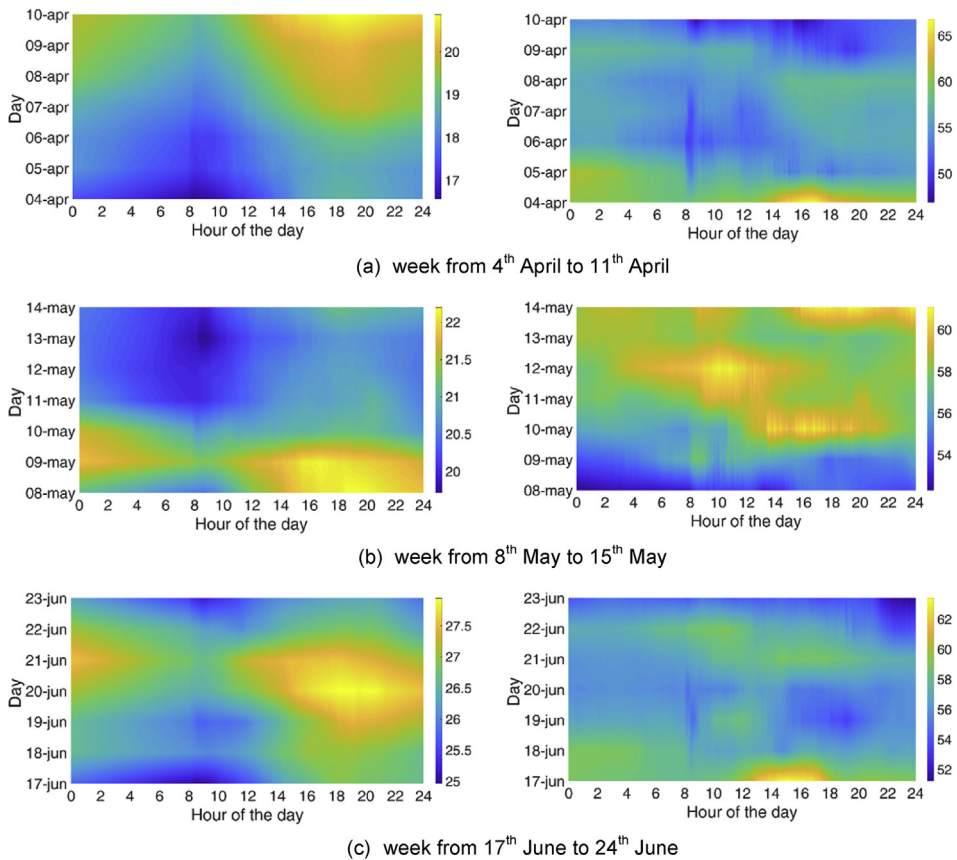 10-apr
09-apr
08-apr
07-apr
06-apr
05-apr
04-apr
Day
0 2 4 6 8 10 12 14 16 18 20 22 24
Hour of the day
20
19
18
17
10-apr
09-apr
08-apr
07-apr
06-apr
05-apr
04-apr
Day
0 2 4 6 8 10 12 14 16 18 20 22 24
Hour of the day
65
60
55
50
(a) week from 4th April to 11th April
14-may
13-may
12-may
11-may
10-may
09-may
08-may
Day
0 2 4 6 8 10 12 14 16 18 20 22 24
Hour of the day
22
21.5
21
20.5
20
14-may
13-may
12-may
11-may
10-may
09-may
08-may
Day
0 2 4 6 8 10 12 14 16 18 20 22 24
Hour of the day
60
58
56
54
(b) week from 8th May to 15th May
23-jun
22-jun
21-jun
20-jun
19-jun
18-jun
17-jun
Day
0 2 4 6 8 10 12 14 16 18 20 22 24
Hour of the day
27.5
27
26.5
26
25.5
25
23-jun
22-jun
21-jun
20-jun
19-jun
18-jun
17-jun
Day
0 2 4 6 8 10 12 14 16 18 20 22 24
Hour of the day
62
60
58
56
54
52
(c) week from 17th June to 24th June